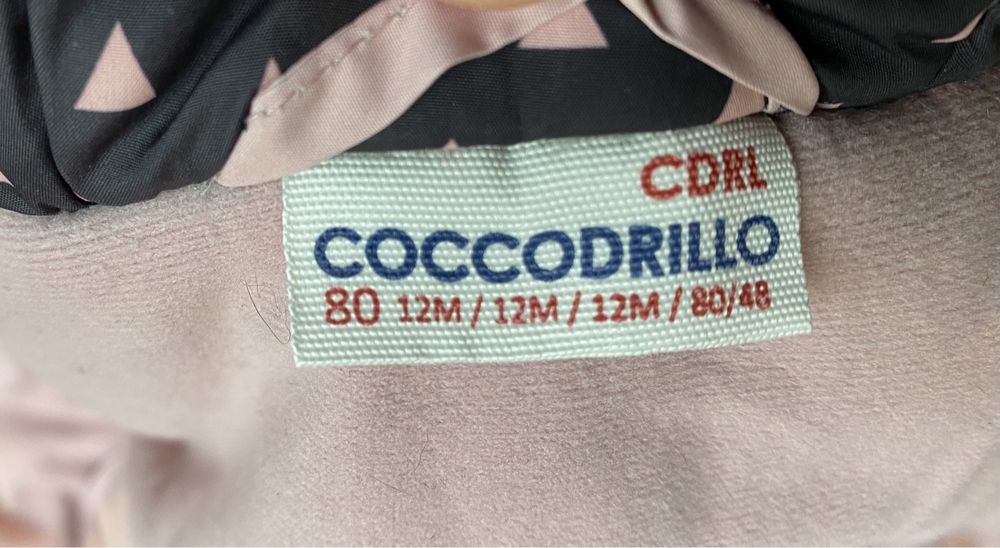 CDRL
COCCODRILLO
80 12M / 12M / 12M / 80/48